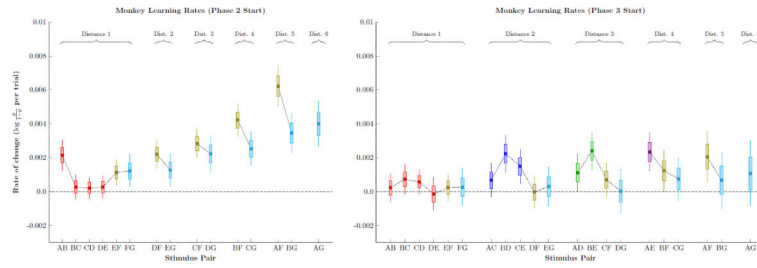 Monkey Learning Rates (Phase 2 Start)
Distance 1 Dist. 2 Dist. 3 Dist. 4 Dist. 5 Dist. 6
0.01
0.008
0.006
0.004
0.002
0.0
-0.002
Rate of change (log p/1-p per trial)
AB BC CD DE EF FG DF EG CF DG BF CG AF BG AG
Stimulus Pair
Monkey Learning Rates (Phase 3 Start)
Distance 1 Distance 2 Distance 3 Dist. 4 Dist. 5 Dist. 6
0.01
0.008
0.006
0.004
0.002
0.0
-0.002
AB BC CD DE EF FG AC BD CE DF EG AD BE CF DG AE BF CG AF BG AG
Stimulus Pair